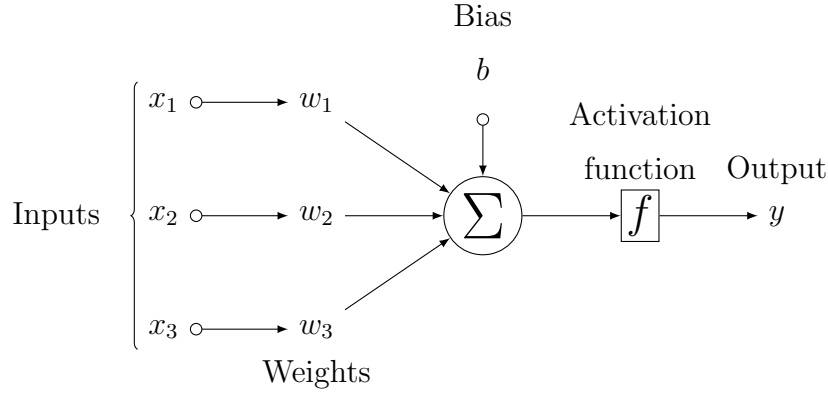 Bias
b
x₁ w₁
Activation
function
Output
Inputs
x₂ w₂
Σ
f
y
x₃ w₃
Weights